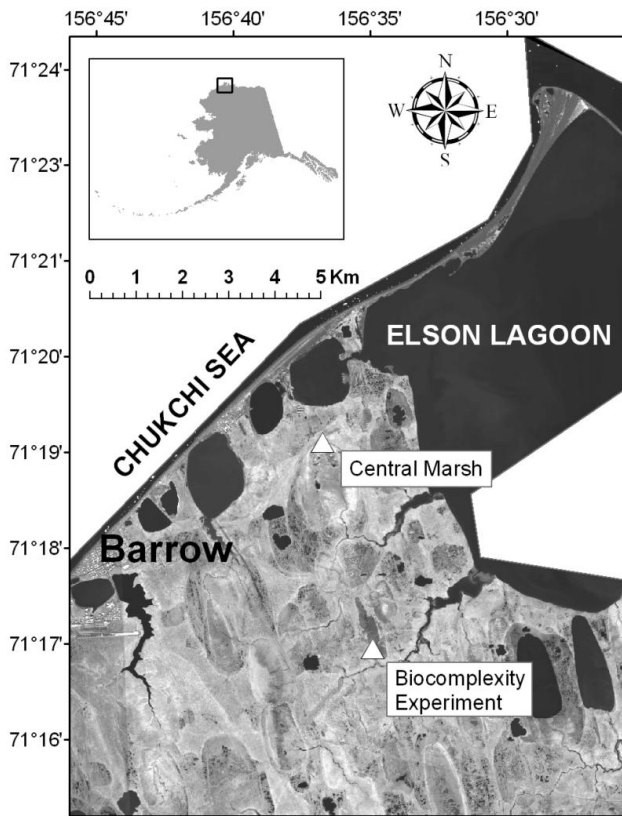 156°45' 156°40' 156°35' 156°30'
71°24'
71°23'
71°22'
71°21'
71°20'
71°19'
71°18'
71°17'
71°16'
N
W E
S
0 1 2 3 4 5 Km
ELSON LAGOON
CHUKCHI SEA
Central Marsh
Barrow
Biocomplexity
Experiment